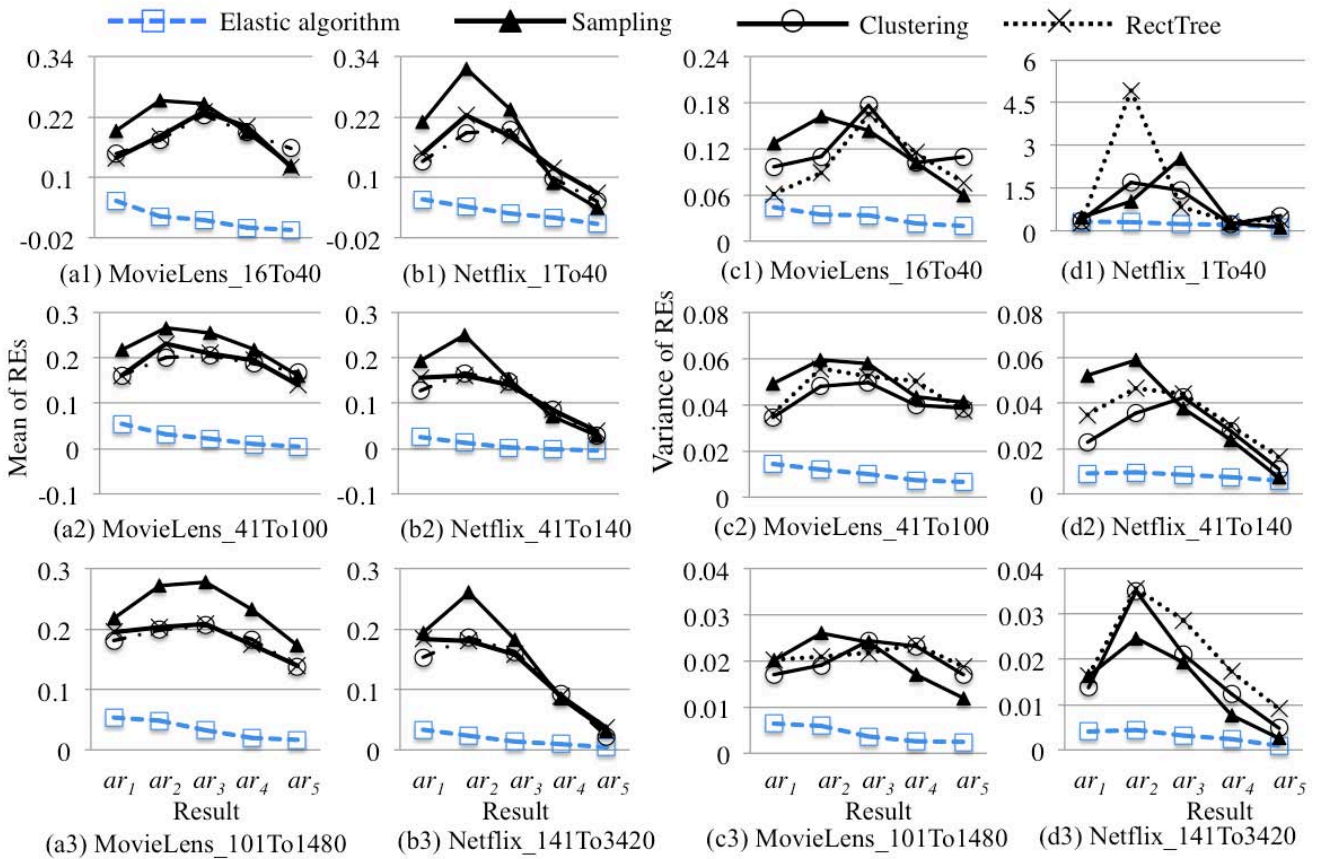 Elastic algorithm Sampling Clustering RectTree
Mean of REs
Variance of REs
0.34
0.22
0.1
-0.02
(a1) MovieLens_16To40
0.34
0.22
0.1
-0.02
(b1) Netflix_1To40
0.24
0.18
0.12
0.06
0
(c1) MovieLens_16To40
6
4.5
3
1.5
0
(d1) Netflix_1To40
0.3
0.2
0.1
0
-0.1
(a2) MovieLens_41To100
0.3
0.2
0.1
0
-0.1
(b2) Netflix_41To140
0.08
0.06
0.04
0.02
0
(c2) MovieLens_41To100
0.08
0.06
0.04
0.02
0
(d2) Netflix_41To140
0.3
0.2
0.1
0
ar1 ar2 ar3 ar4 ar5
Result
(a3) MovieLens_101To1480
0.3
0.2
0.1
0
ar1 ar2 ar3 ar4 ar5
Result
(b3) Netflix_141To3420
0.04
0.03
0.02
0.01
0
ar1 ar2 ar3 ar4 ar5
Result
(c3) MovieLens_101To1480
0.04
0.03
0.02
0.01
0
ar1 ar2 ar3 ar4 ar5
Result
(d3) Netflix_141To3420